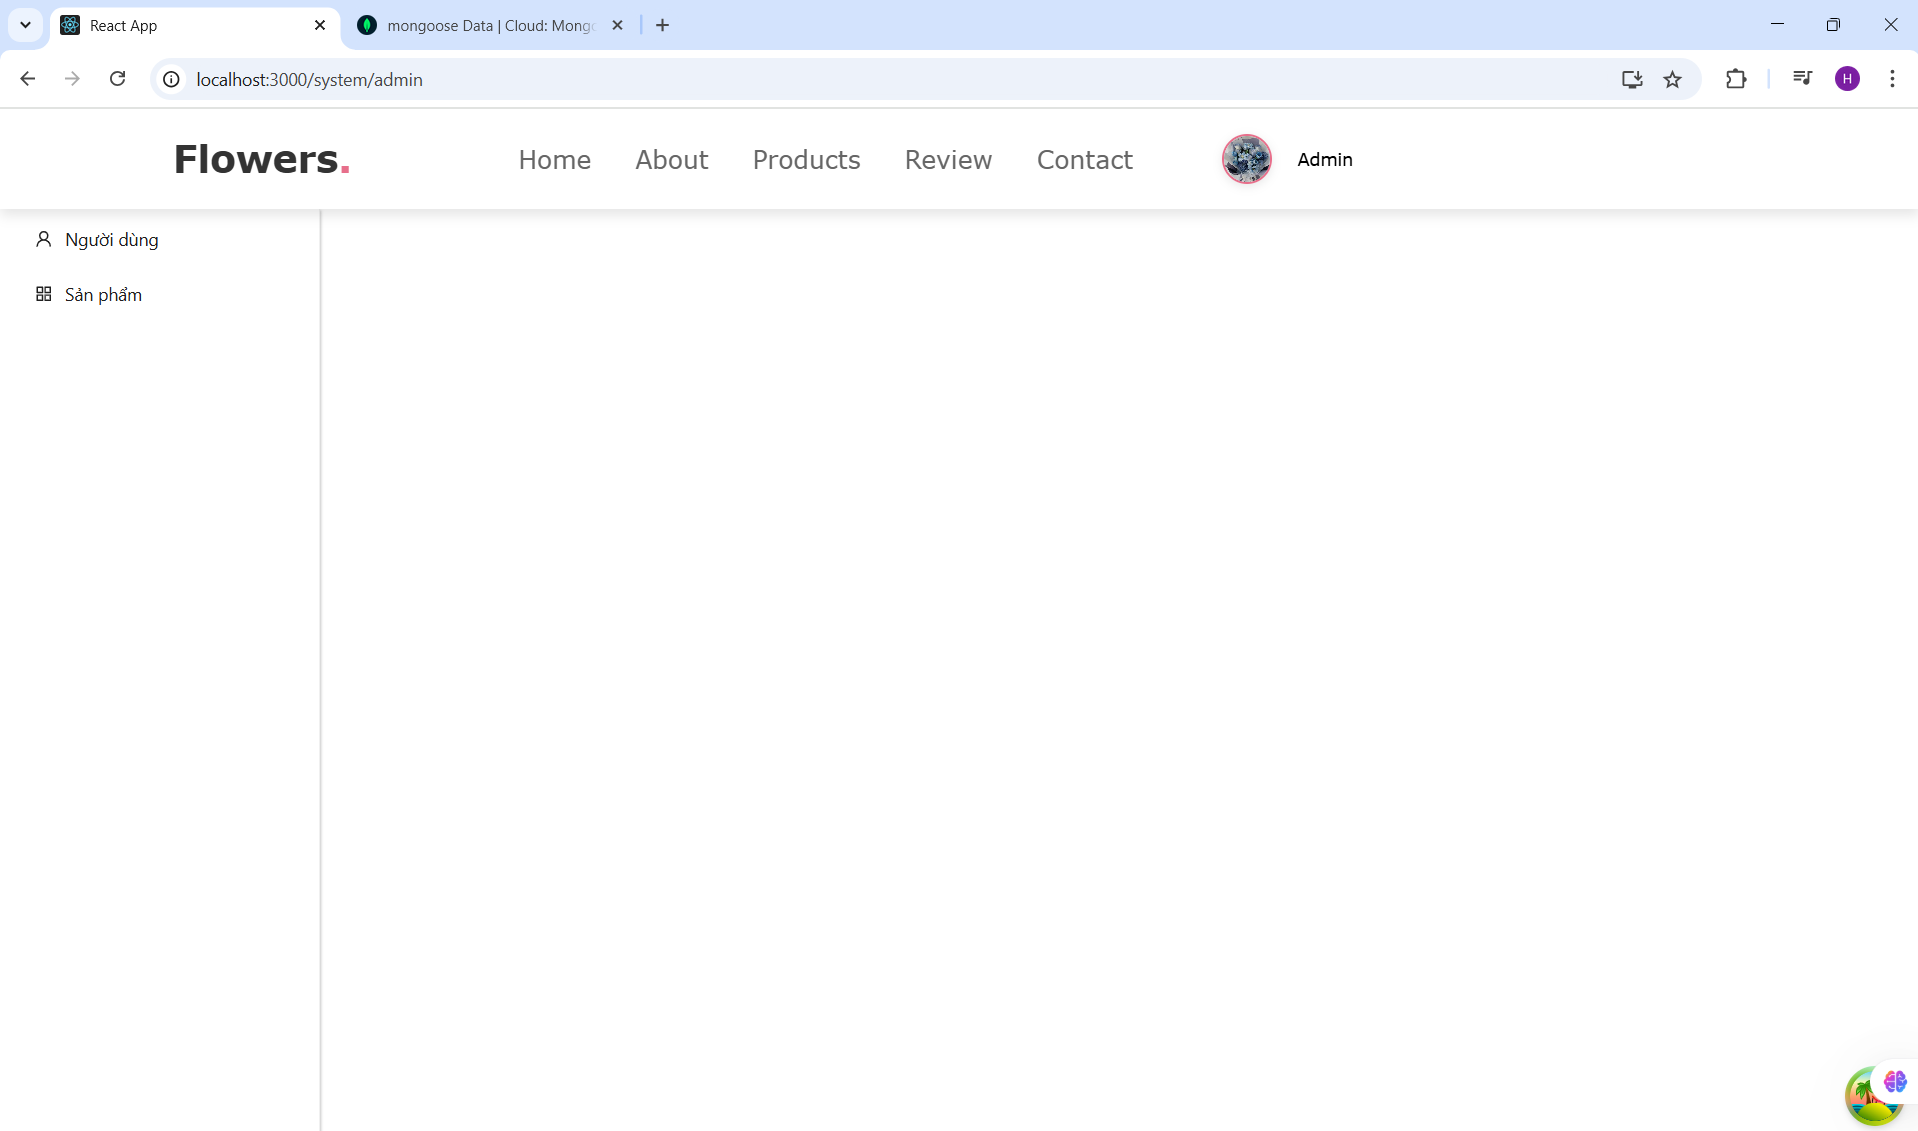 React App
mongoose Data | Cloud: Mong
localhost:3000/system/admin
H
Flowers.
Home
About
Products
Review
Contact
Admin
Người dùng
Sản phẩm